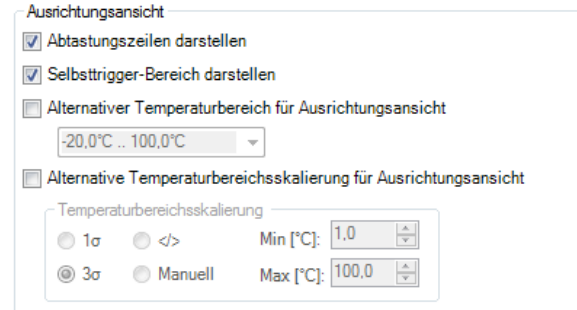 Ausrichtungsansicht
Abtastungszeilen darstellen
Selbsttrigger-Bereich darstellen
Alternativer Temperaturbereich für Ausrichtungsansicht
-20,0°C .. 100,0°C
Alternative Temperaturbereichsskalierung für Ausrichtungsansicht
Temperaturbereichsskalierung
1σ </> Min [°C]: 1,0
3σ Manuell Max [°C]: 100,0